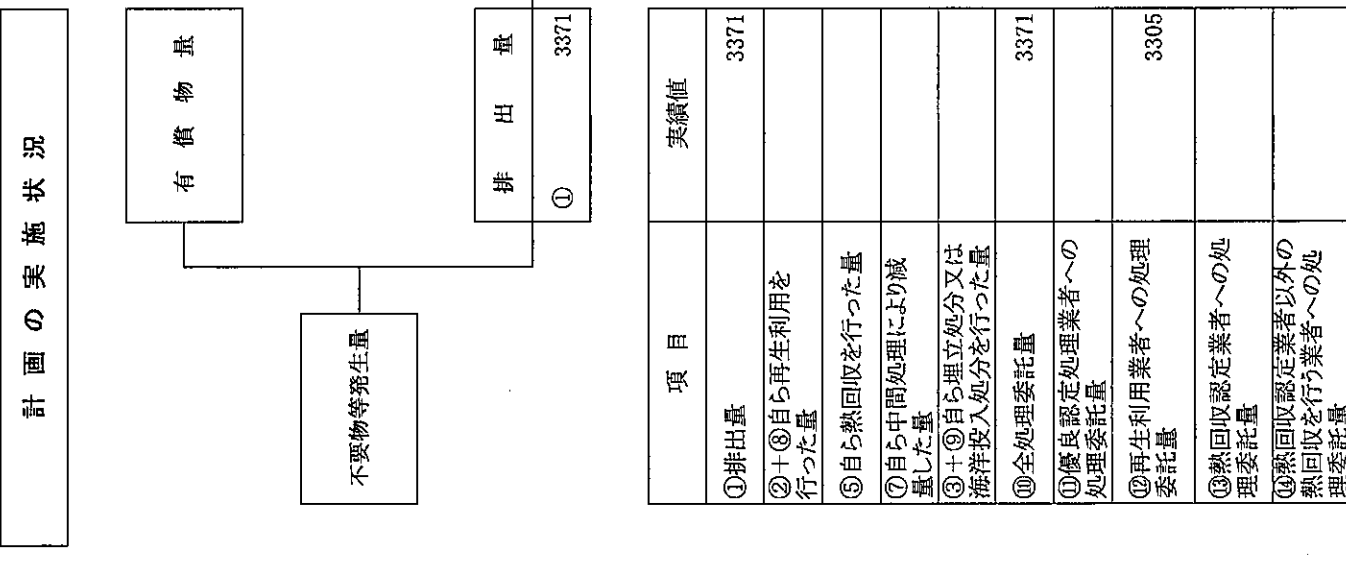 計画の実施状況
有償物量
不要物等発生量
排出量
① 3371
項目 実績値
①排出量 3371
②+⑧自ら再生利用を
行った量
⑤自ら熱回収を行った量
⑦自ら中間処理により減
量した量
③+⑨自ら埋立処分又は
海洋投入処分を行った量
⑩全処理委託量 3371
⑪優良認定処理業者への
処理委託量
⑫再生利用業者への処理
委託量 3305
⑬熱回収認定業者への処
理委託量
⑭熱回収認定業者以外の
熱回収を行う業者への処
理委託量